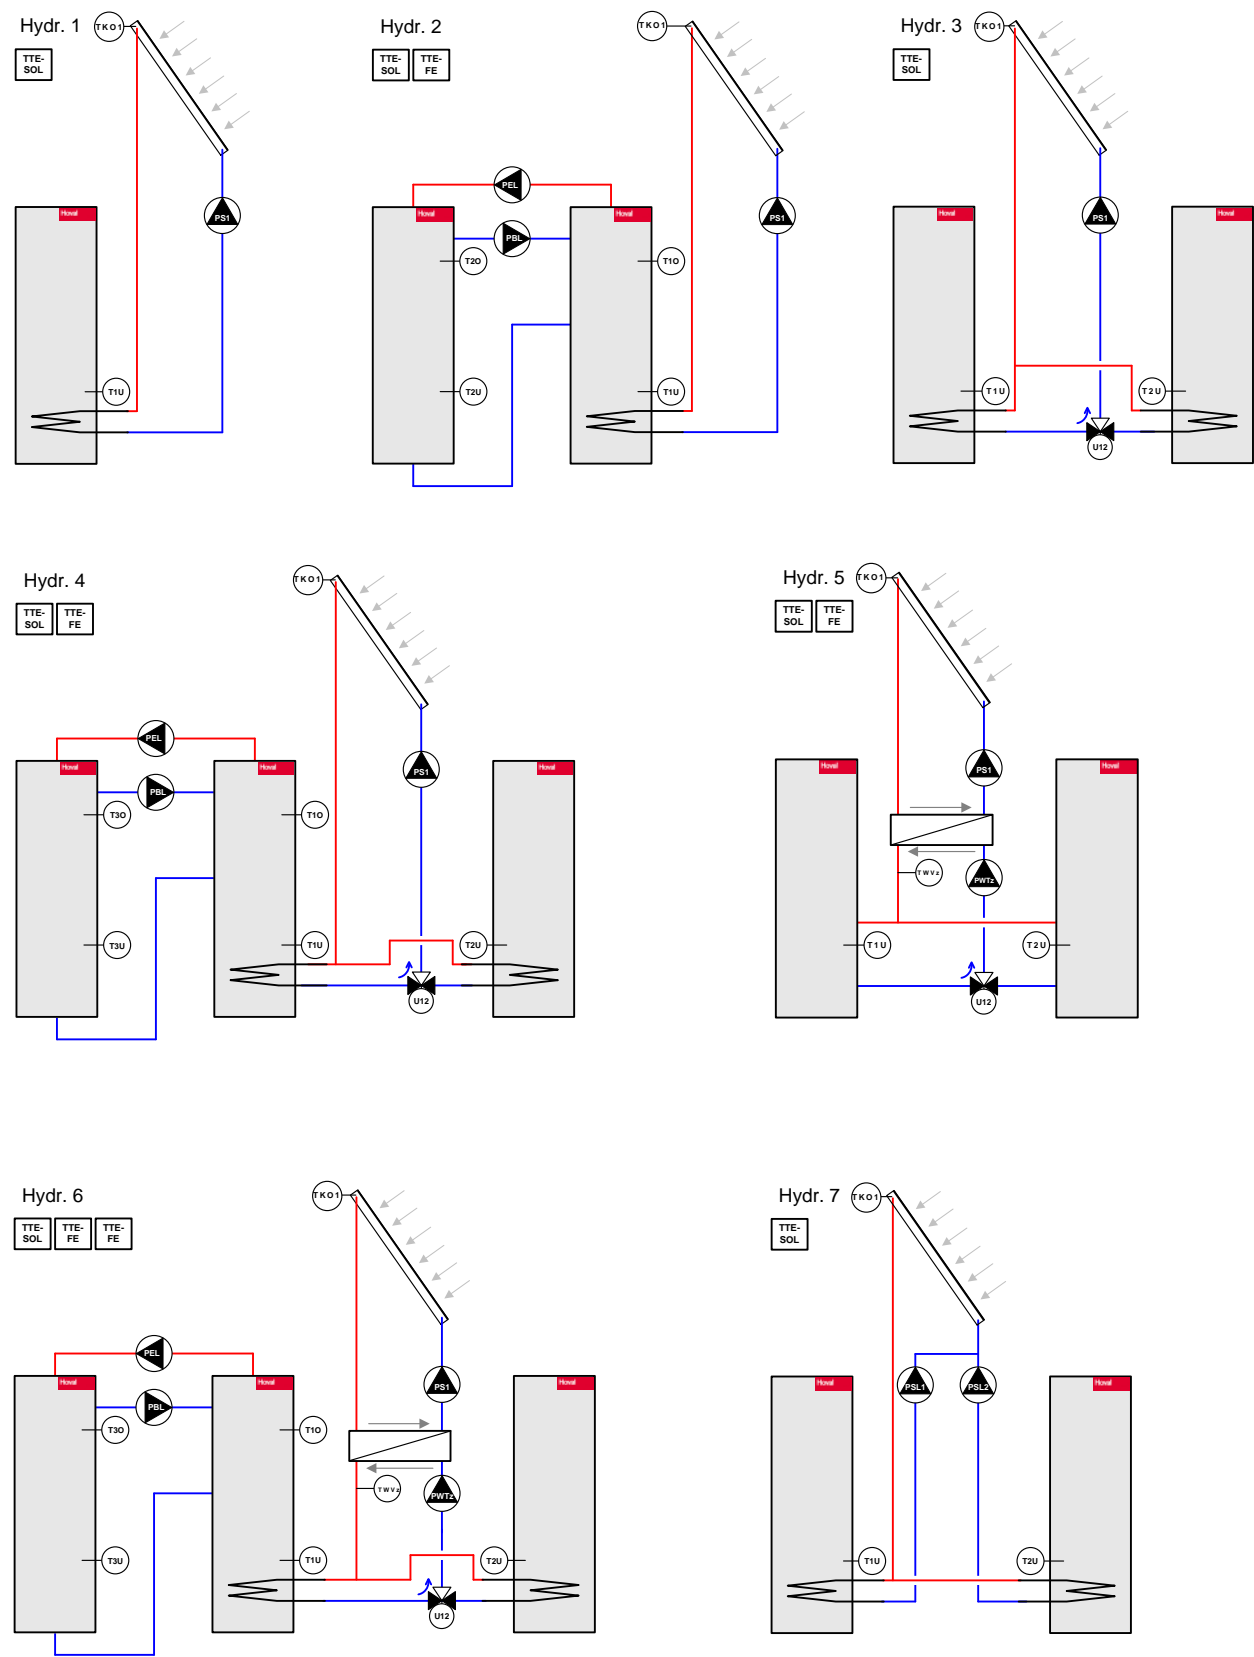 Hydr. 1
TKO1
TTE-
SOL
Hoval
PS1
T1U
Hydr. 2
TKO1
TTE-
SOL
TTE-
FE
PEL
Hoval
Hoval
PS1
PBL
T2O
T1O
T2U
T1U
Hydr. 3
TKO1
TTE-
SOL
Hoval
PS1
Hoval
T1U
T2U
U12
Hydr. 4
TKO1
TTE-
SOL
TTE-
FE
PEL
Hoval
Hoval
PS1
Hoval
PBL
T3O
T1O
T3U
T1U
T2U
U12
Hydr. 5
TKO1
TTE-
SOL
TTE-
FE
Hoval
PS1
Hoval
TWVz
PWTz
T1U
T2U
U12
Hydr. 6
TKO1
TTE-
SOL
TTE-
FE
TTE-
FE
PEL
Hoval
Hoval
PS1
Hoval
PBL
T3O
T1O
TWVz
PWTz
T3U
T1U
T2U
U12
Hydr. 7
TKO1
TTE-
SOL
Hoval
PSL1
PSL2
Hoval
T1U
T2U